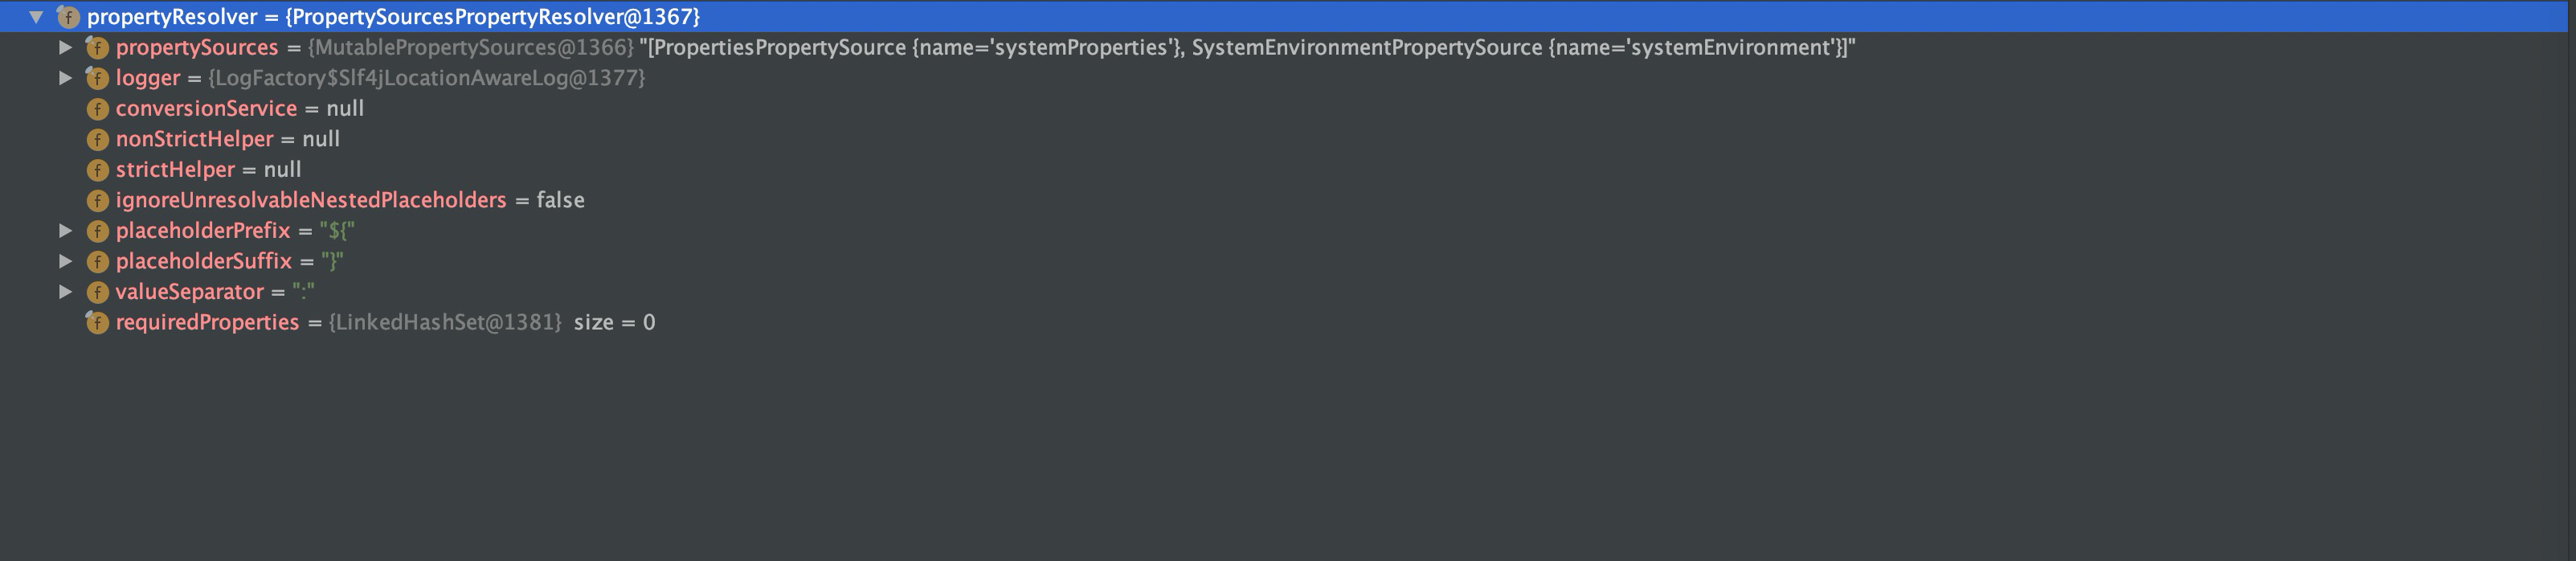 propertyResolver = {PropertySourcesPropertyResolver@1367}
propertySources = {MutablePropertySources@1366} "[PropertiesPropertySource {name='systemProperties'}, SystemEnvironmentPropertySource {name='systemEnvironment'}]"
logger = {LogFactory$Slf4jLocationAwareLog@1377}
conversionService = null
nonStrictHelper = null
strictHelper = null
ignoreUnresolvableNestedPlaceholders = false
placeholderPrefix = "${"
placeholderSuffix = "}"
valueSeparator = ":"
requiredProperties = {LinkedHashSet@1381} size = 0